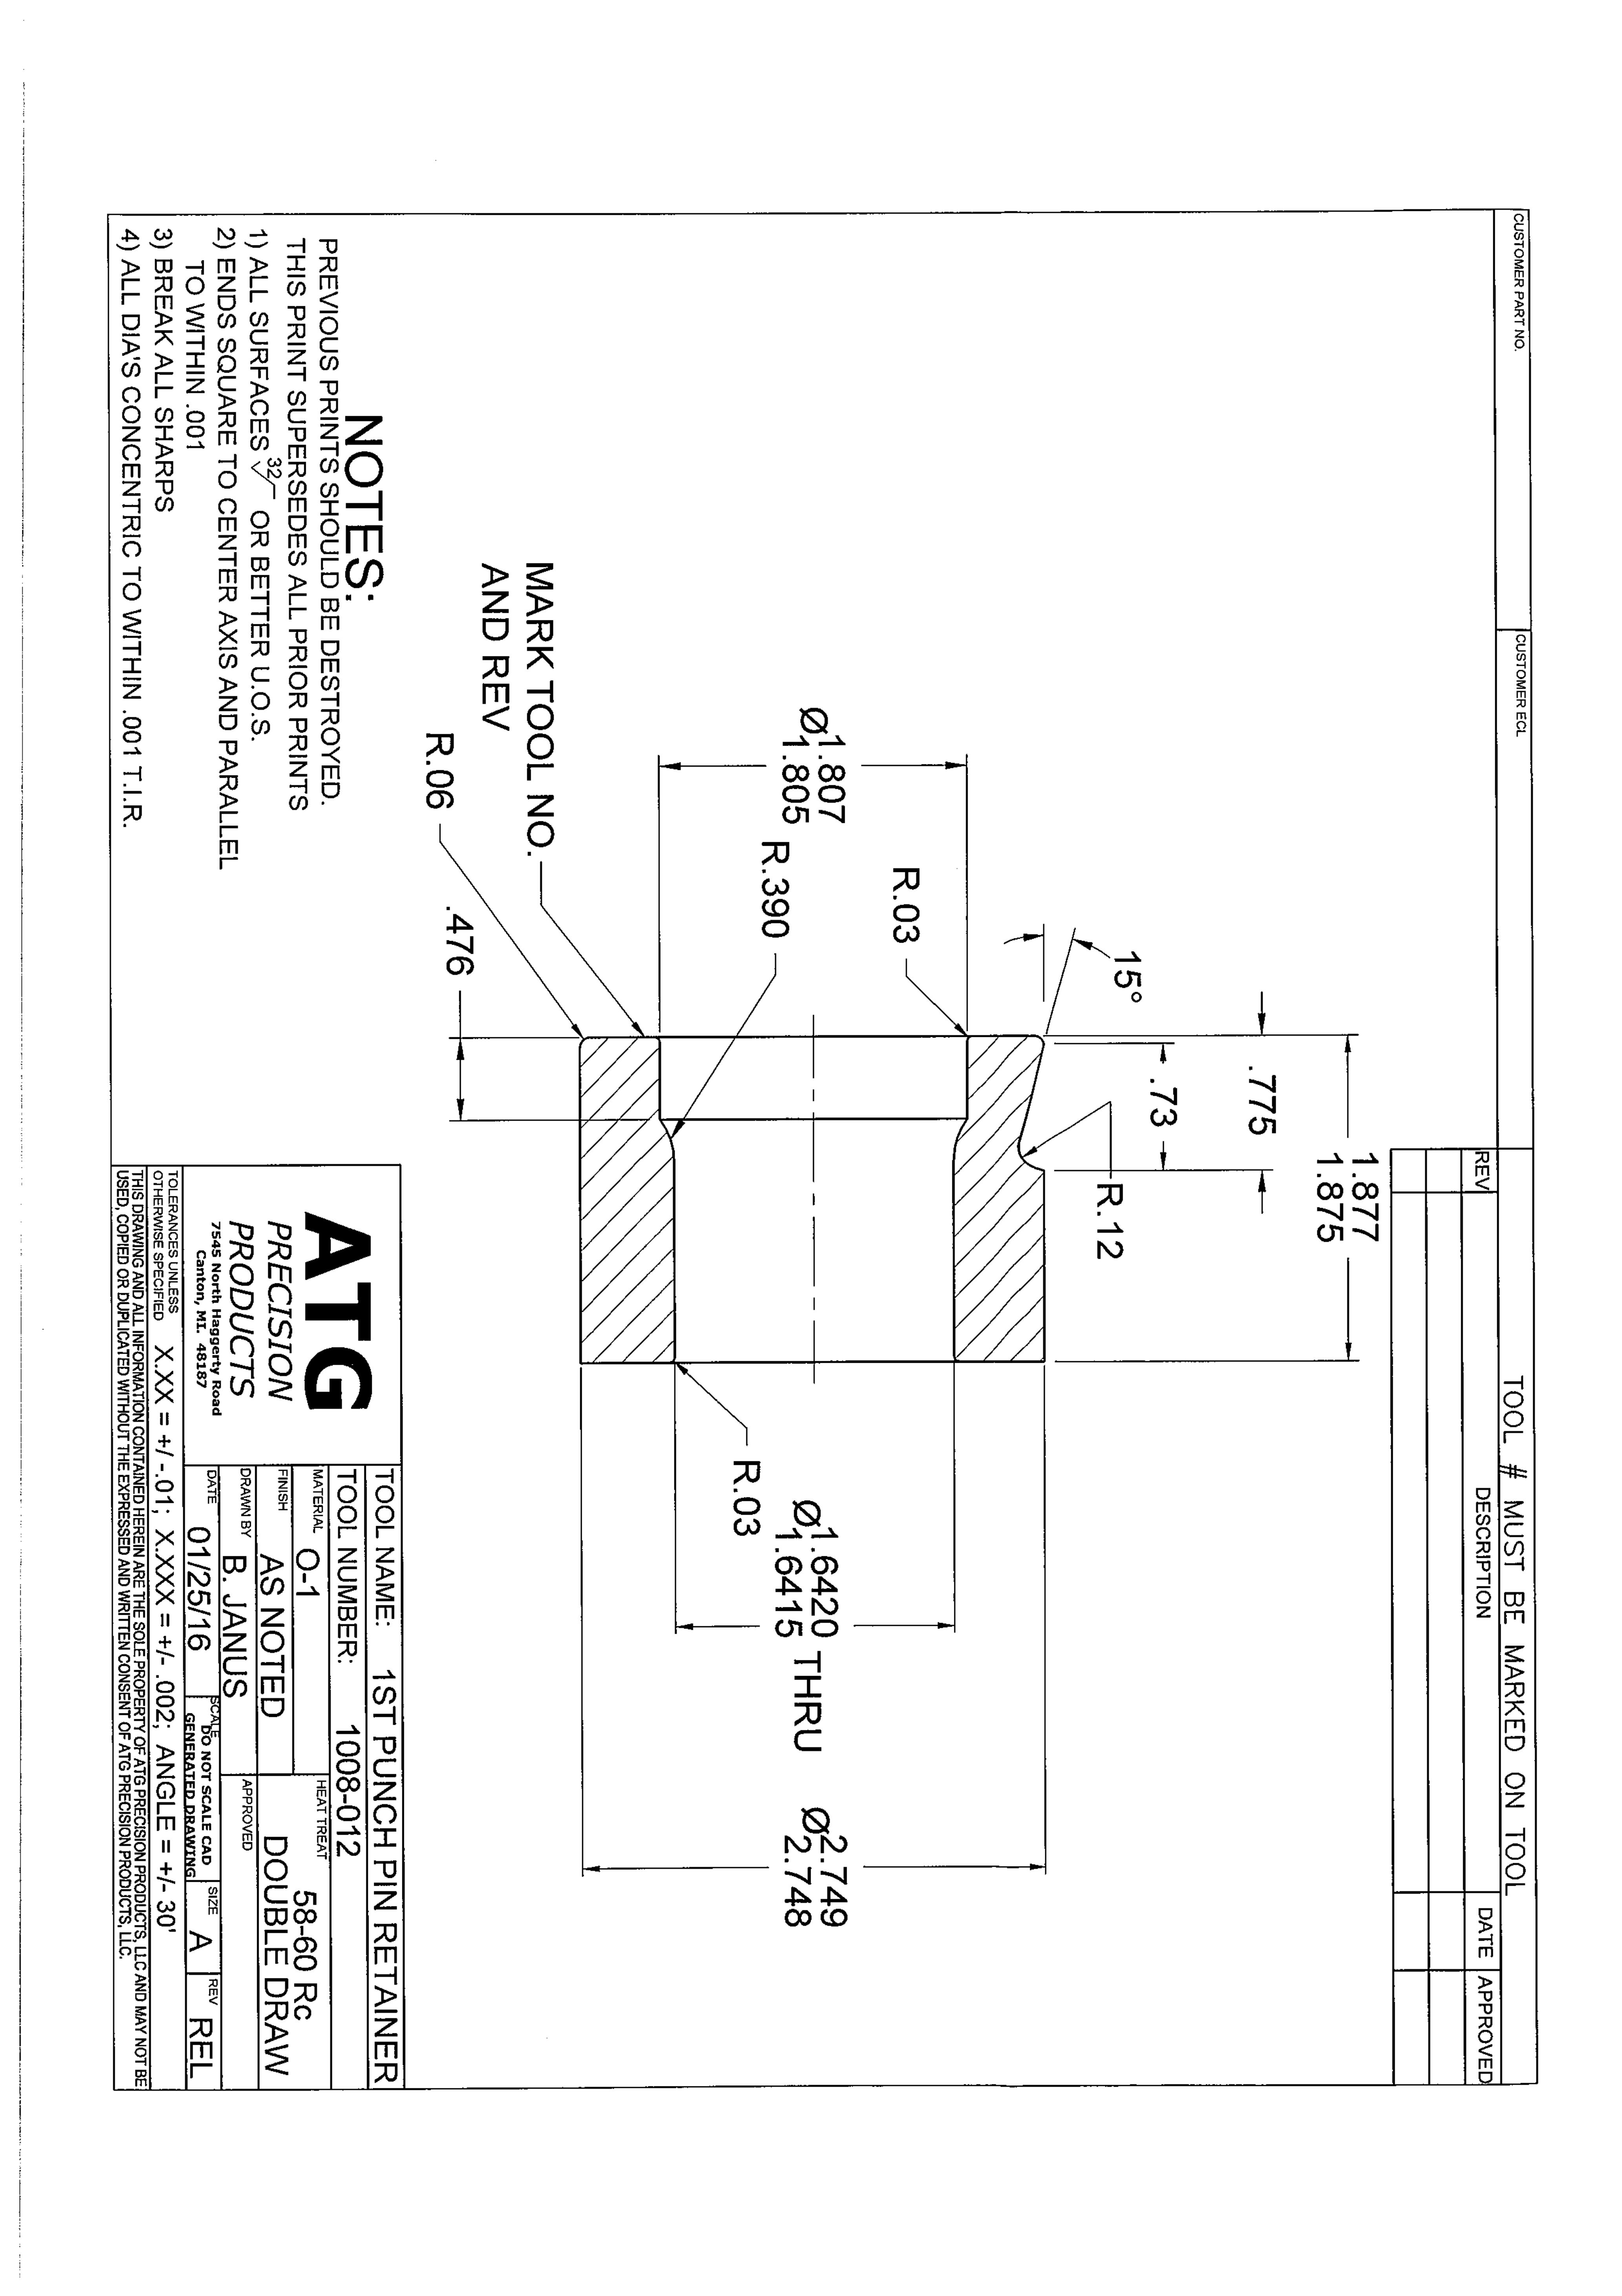 CUSTOMER PART NO.
CUSTOMER ECL
TOOL # MUST BE MARKED ON TOOL
REV
DESCRIPTION
DATE
APPROVED
1.877
1.875
.775
.73
15°
R.12
R.03
Ø1.807
1.805
R.390
Ø1.6420
1.6415 THRU
Ø2.749
2.748
R.03
MARK TOOL NO.
AND REV
R.06
.476
NOTES:
PREVIOUS PRINTS SHOULD BE DESTROYED.
THIS PRINT SUPERSEDES ALL PRIOR PRINTS
1) ALL SURFACES 32 OR BETTER U.O.S.
2) ENDS SQUARE TO CENTER AXIS AND PARALLEL
TO WITHIN .001
3) BREAK ALL SHARPS
4) ALL DIA'S CONCENTRIC TO WITHIN .001 T.I.R.
ATG
PRECISION
PRODUCTS
7545 North Haggerty Road
Canton, MI. 48187
TOOL NAME: 1ST PUNCH PIN RETAINER
TOOL NUMBER: 1008-012
MATERIAL O-1
HEAT TREAT 58-60 Rc
DOUBLE DRAW
FINISH AS NOTED
DRAWN BY B. JANUS
APPROVED
DATE 01/25/16
SCALE DO NOT SCALE CAD
GENERATED DRAWING
SIZE A
REV REL
TOLERANCES UNLESS
OTHERWISE SPECIFIED X.XX = +/-.01; X.XXX = +/- .002; ANGLE = +/- 30'
THIS DRAWING AND ALL INFORMATION CONTAINED HEREIN ARE THE SOLE PROPERTY OF ATG PRECISION PRODUCTS, LLC AND MAY NOT BE
USED, COPIED OR DUPLICATED WITHOUT THE EXPRESSED AND WRITTEN CONSENT OF ATG PRECISION PRODUCTS, LLC.